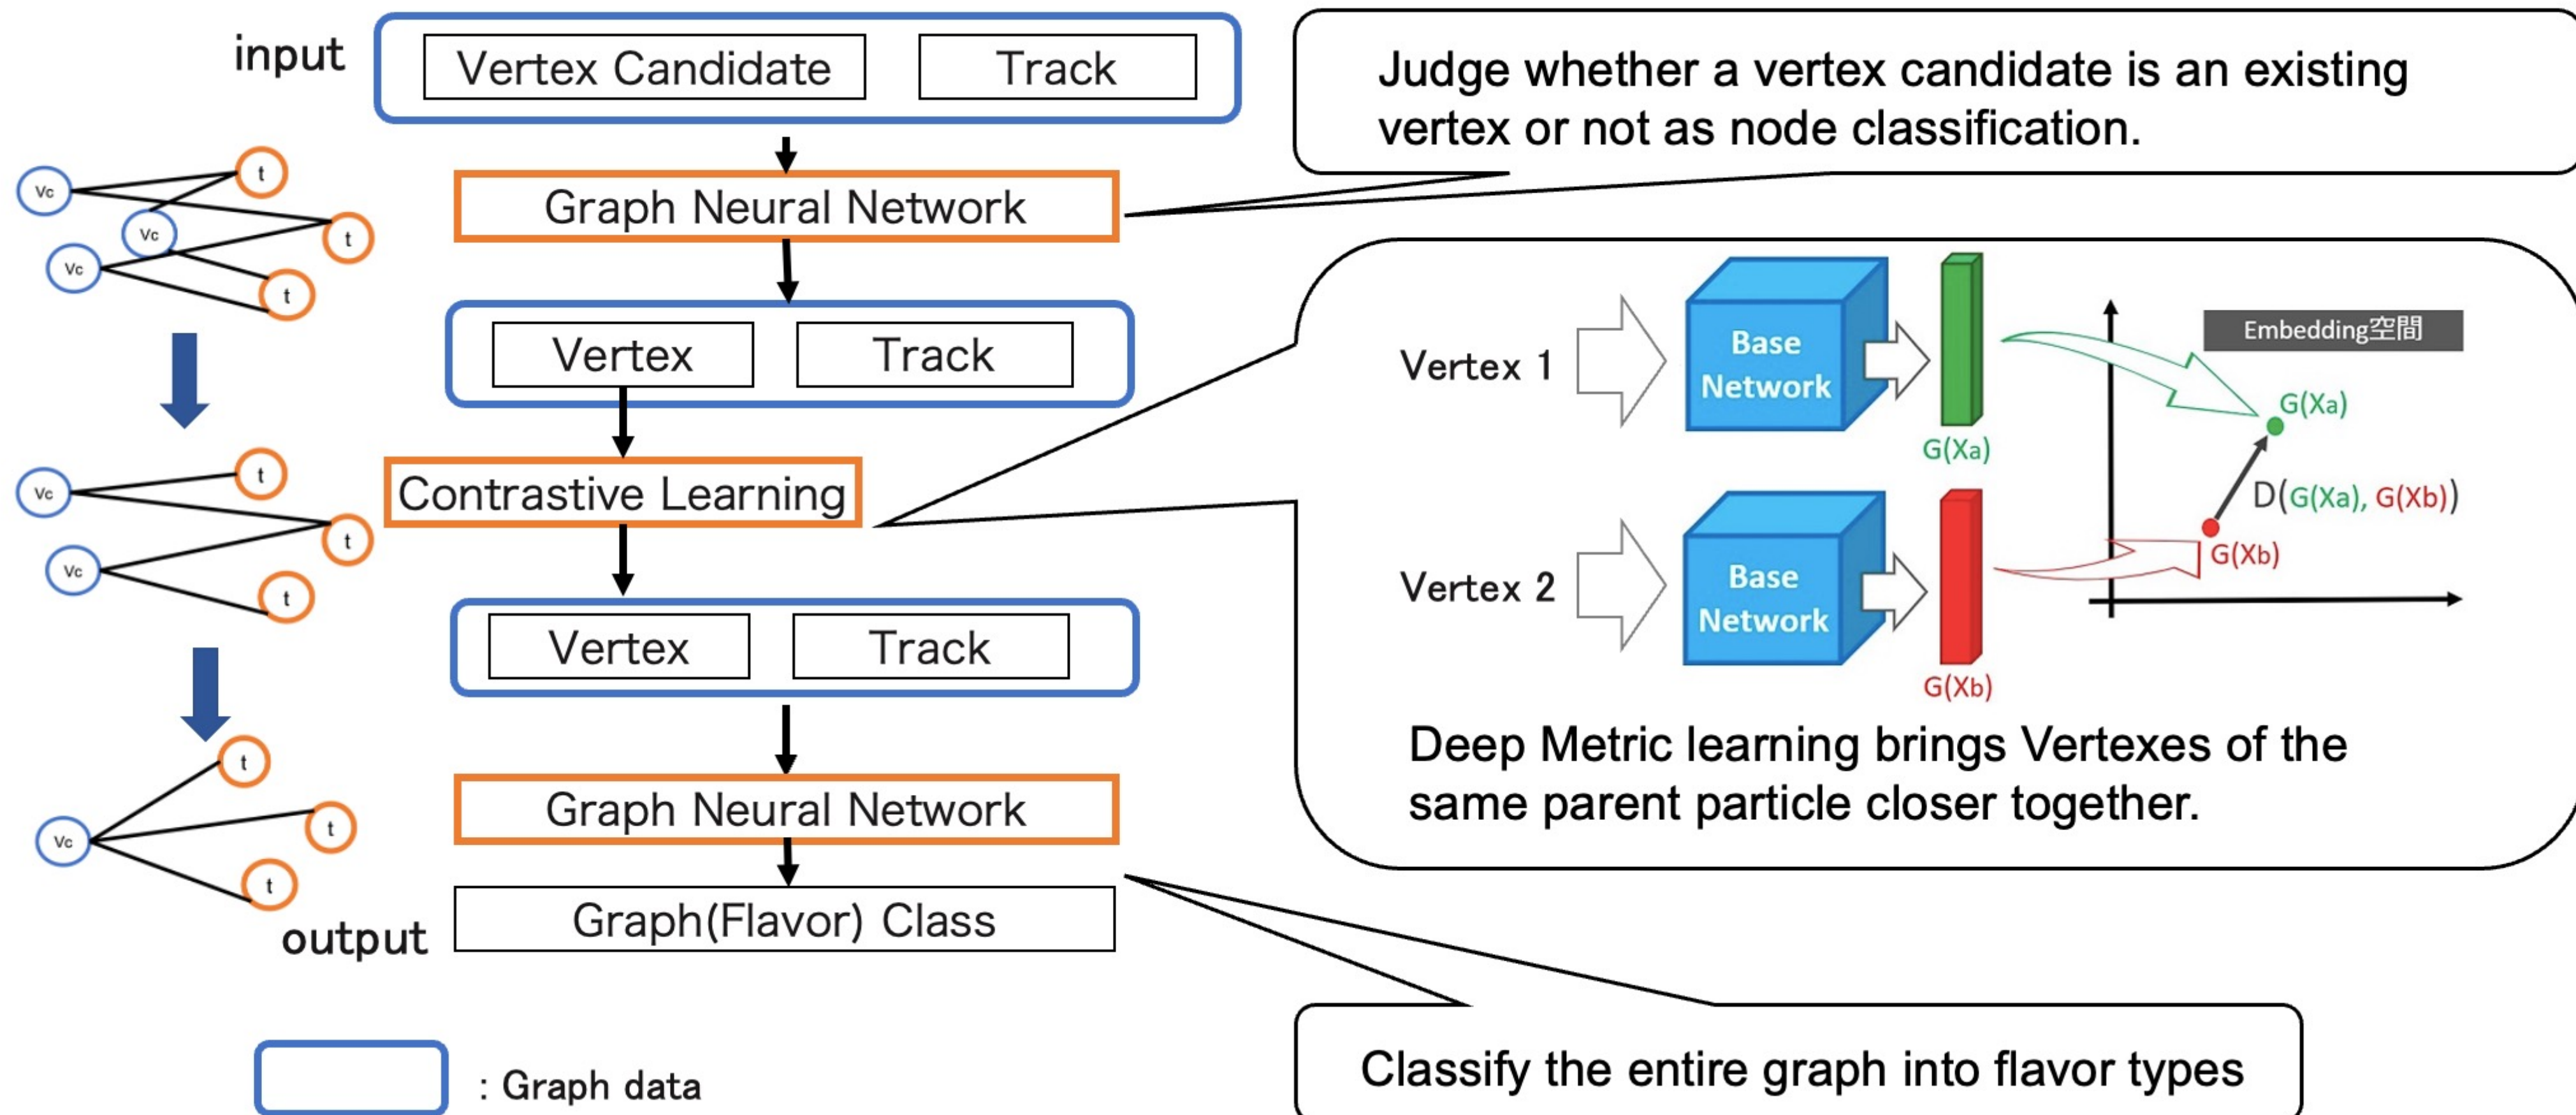 input
Vertex Candidate
Track
Judge whether a vertex candidate is an existing
vertex or not as node classification.
Vc
t
Vc
t
Vc
t
Graph Neural Network
Vertex
Track
Vertex 1
Base
Network
G(Xa)
Embedding空間
G(Xa)
D(G(Xa), G(Xb))
G(Xb)
Vertex 2
Base
Network
G(Xb)
Deep Metric learning brings Vertexes of the
same parent particle closer together.
Vc
t
t
Vc
t
Contrastive Learning
Vertex
Track
t
Vc
t
t
Graph Neural Network
output
Graph(Flavor) Class
Classify the entire graph into flavor types
: Graph data